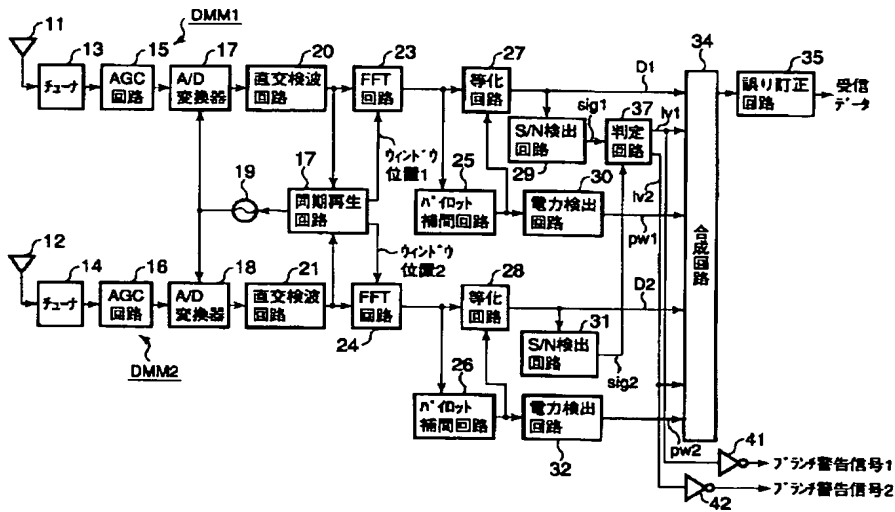 DMM1
11
13
チューナ
15
AGC
回路
17
A/D
変換器
20
直交検波
回路
23
FFT
回路
27
等化
回路
D1
sig1
S/N検出
回路
29
37
判定
回路
lv1
lv2
34
合成回路
35
誤り訂正
回路
受信
データ
ウィンドウ
位置1
19
17
同期再生
回路
25
パイロット
補間回路
30
電力検出
回路
pw1
ウィンドウ
位置2
12
14
チューナ
16
AGC
回路
18
A/D
変換器
21
直交検波
回路
FFT
回路
24
28
等化
回路
D2
31
S/N検出
回路
sig2
DMM2
26
パイロット
補間回路
電力検出
回路
32
pw2
41
ブランチ警告信号1
42
ブランチ警告信号2